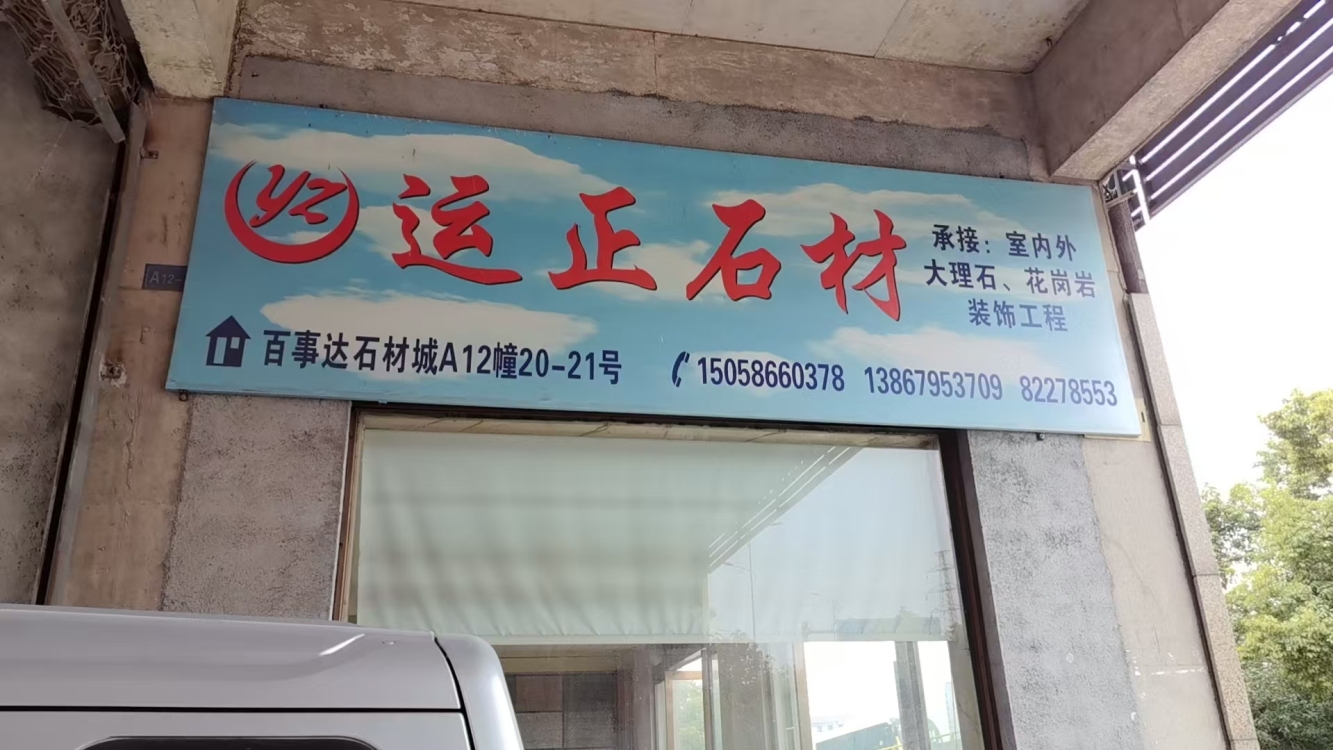 YZ 运正石材
承接：室内外
大理石、花岗岩
装饰工程
百事达石材城A12幢20-21号 15058660378 13867953709 82278553
A12-